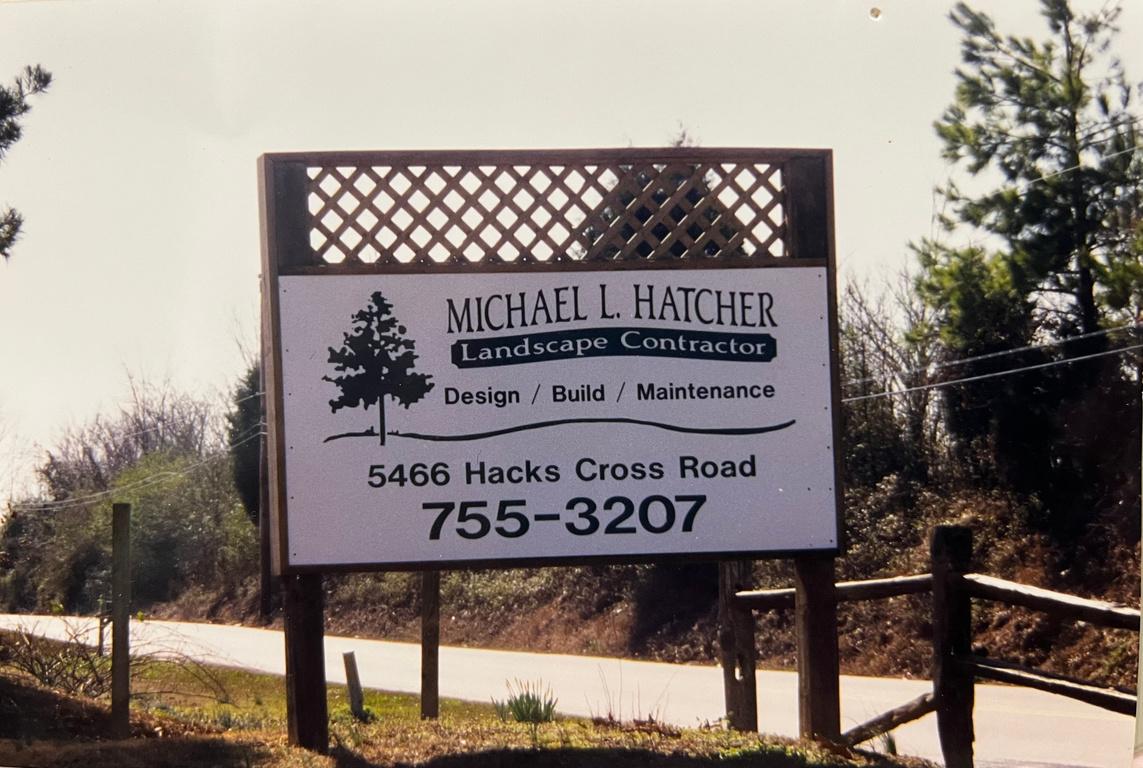 MICHAEL L. HATCHER
Landscape Contractor
Design / Build / Maintenance
5466 Hacks Cross Road
755-3207